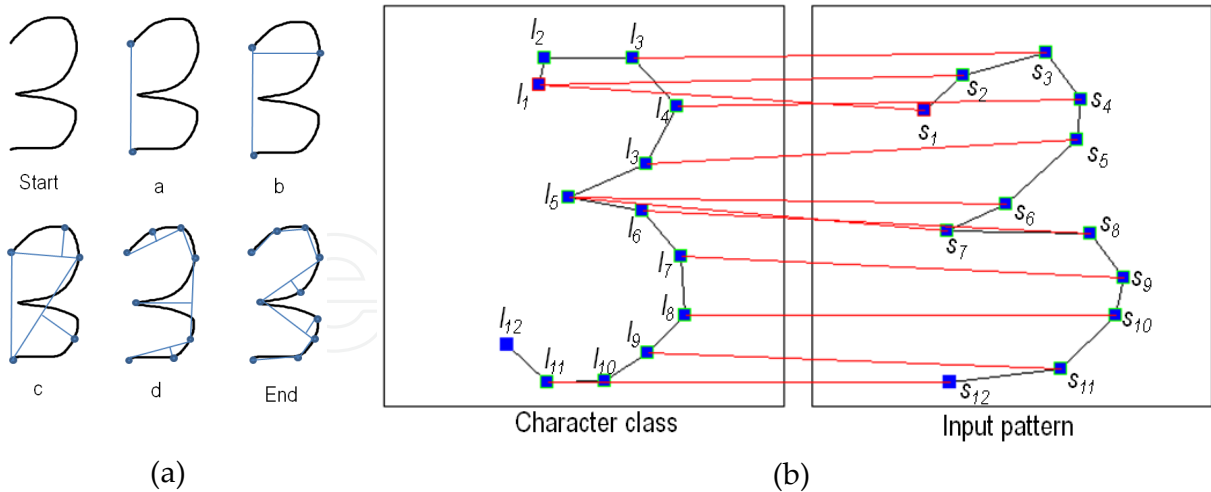 Start
a
b
c
d
End
(a)
l2
l3
l1
l4
l3
l5
l6
l7
l8
l12
l9
l11
l10
Character class
s3
s2
s4
s1
s5
s6
s7
s8
s9
s10
s11
s12
Input pattern
(b)